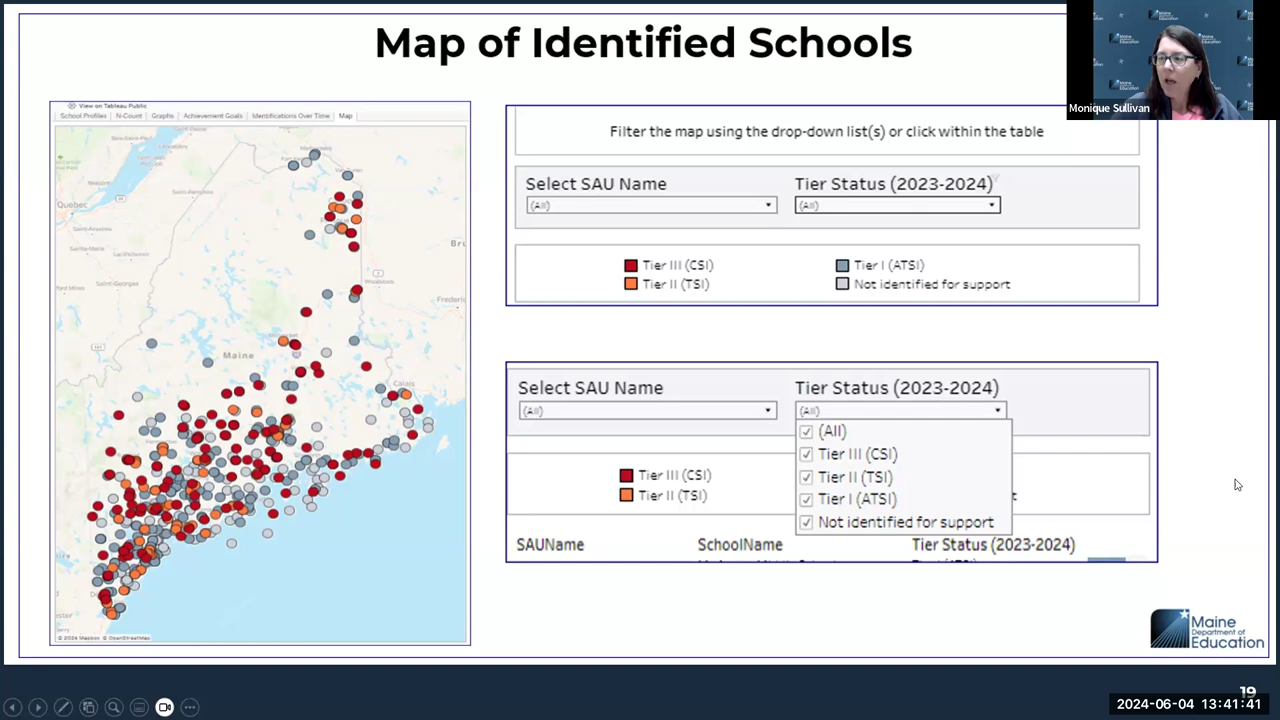 Map of Identified Schools
Maine Department of Education
Monique Sullivan
View on Tableau Public
School Profiles N-Count Graphs Achievement Goals Identifications Over Time Map
Quebec
Maine
Calais
© 2024 Mapbox © OpenStreetMap
Filter the map using the drop-down list(s) or click within the table
Select SAU Name Tier Status (2023-2024)
(All) (All)
Tier III (CSI) Tier I (ATSI)
Tier II (TSI) Not identified for support
Select SAU Name Tier Status (2023-2024)
(All) (All)
(All)
Tier III (CSI)
Tier II (TSI)
Tier I (ATSI)
Not identified for support
Tier III (CSI)
Tier II (TSI)
SAUName SchoolName Tier Status (2023-2024)
Maine
Department of
Education
19
2024-06-04 13:41:41